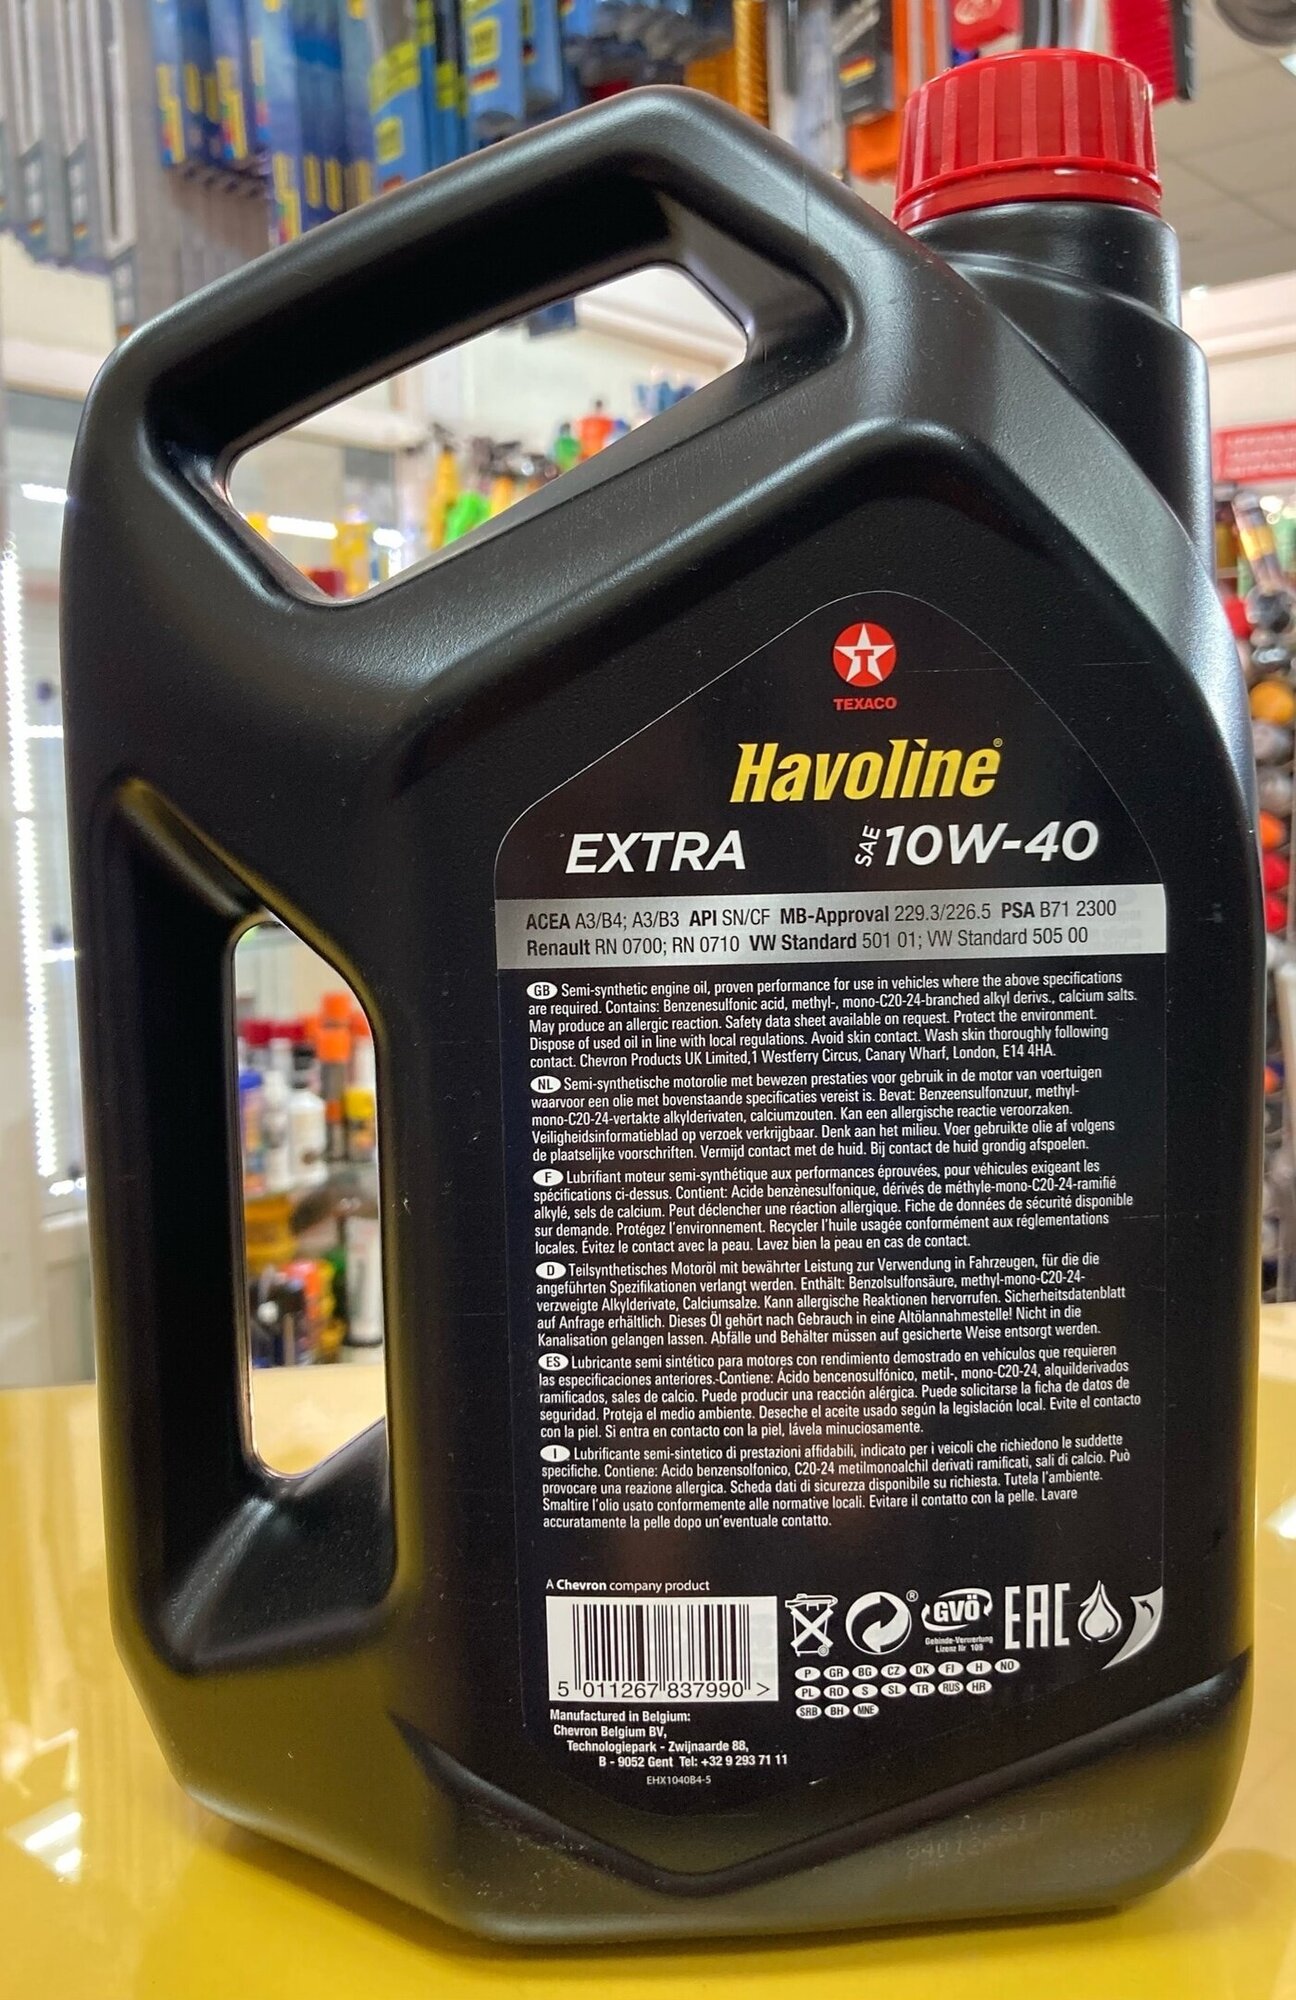 TEXACO
Havoline®
EXTRA SAE 10W-40
ACEA A3/B4; A3/B3 API SN/CF MB-Approval 229.3/226.5 PSA B71 2300
Renault RN 0700; RN 0710 VW Standard 501 01; VW Standard 505 00
GB Semi-synthetic engine oil, proven performance for use in vehicles where the above specifications
are required. Contains: Benzenesulfonic acid, methyl-, mono-C20-24-branched alkyl derivs., calcium salts.
May produce an allergic reaction. Safety data sheet available on request. Protect the environment.
Dispose of used oil in line with local regulations. Avoid skin contact. Wash skin thoroughly following
contact. Chevron Products UK Limited,1 Westferry Circus, Canary Wharf, London, E14 4HA.
NL Semi-synthetische motorolie met bewezen prestaties voor gebruik in de motor van voertuigen
waarvoor een olie met bovenstaande specificaties vereist is. Bevat: Benzeensulfonzuur, methyl-
mono-C20-24-vertakte alkylderivaten, calciumzouten. Kan een allergische reactie veroorzaken.
Veiligheidsinformatieblad op verzoek verkrijgbaar. Denk aan het milieu. Voer gebruikte olie af volgens
de plaatselijke voorschriften. Vermijd contact met de huid. Bij contact de huid grondig afspoelen.
F Lubrifiant moteur semi-synthétique aux performances éprouvées, pour véhicules exigeant les
spécifications ci-dessus. Contient: Acide benzènesulfonique, dérivés de méthyle-mono-C20-24-ramifié
alkylé, sels de calcium. Peut déclencher une réaction allergique. Fiche de données de sécurité disponible
sur demande. Protégez l'environnement. Recycler l'huile usagée conformément aux réglementations
locales. Évitez le contact avec la peau. Lavez bien la peau en cas de contact.
D Teilsynthetisches Motoröl mit bewährter Leistung zur Verwendung in Fahrzeugen, für die die
angeführten Spezifikationen verlangt werden. Enthält: Benzolsulfonsäure, methyl-mono-C20-24-
verzweigte Alkylderivate, Calciumsalze. Kann allergische Reaktionen hervorrufen. Sicherheitsdatenblatt
auf Anfrage erhältlich. Dieses Öl gehört nach Gebrauch in eine Altölannahmestelle! Nicht in die
Kanalisation gelangen lassen. Abfälle und Behälter müssen auf gesicherte Weise entsorgt werden.
ES Lubricante semi sintético para motores con rendimiento demostrado en vehículos que requieren
las especificaciones anteriores.-Contiene: Ácido bencenosulfónico, metil-, mono-C20-24, alquilderivados
ramificados, sales de calcio. Puede producir una reacción alérgica. Puede solicitarse la ficha de datos de
seguridad. Proteja el medio ambiente. Deseche el aceite usado según la legislación local. Evite el contacto
con la piel. Si entra en contacto con la piel, lávela minuciosamente.
I Lubrificante semi-sintetico di prestazioni affidabili, indicato per i veicoli che richiedono le suddette
specifiche. Contiene: Acido benzensolfonico, C20-24 metilmonoalchil derivati ramificati, sali di calcio. Può
provocare una reazione allergica. Scheda dati di sicurezza disponibile su richiesta. Tutela l'ambiente.
Smaltire l'olio usato conformemente alle normative locali. Evitare il contatto con la pelle. Lavare
accuratamente la pelle dopo un'eventuale contatto.
A Chevron company product
5 011267 837990 >
® GVÖ EAC
Gebinde-Verwertung
Lizenz Nr 109
P GR BG CZ DK FI H NO
PL RO S SL TR RUS HR
SRB BH MNE
Manufactured in Belgium:
Chevron Belgium BV,
Technologiepark - Zwijnaarde 88,
B - 9052 Gent Tel: +32 9 293 71 11
EHX1040B4-5